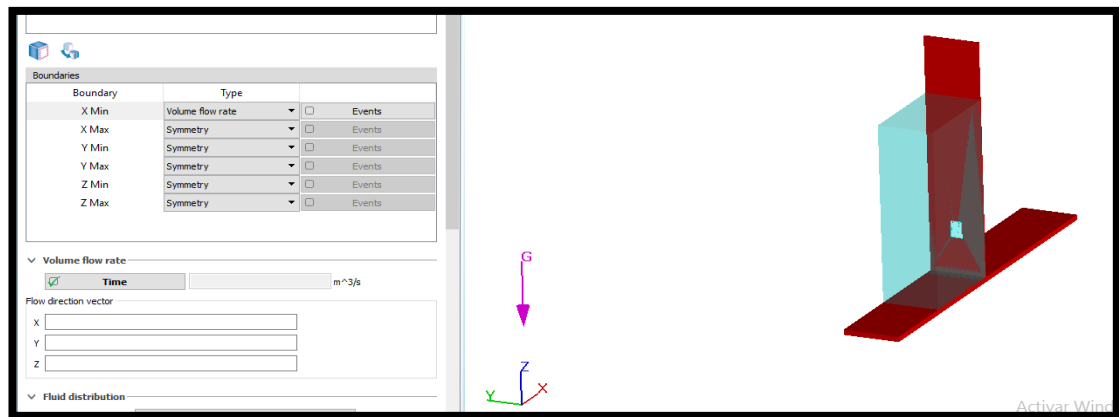 Boundaries
Boundary Type
X Min Volume flow rate Events
X Max Symmetry Events
Y Min Symmetry Events
Y Max Symmetry Events
Z Min Symmetry Events
Z Max Symmetry Events
Volume flow rate
Time m^3/s
Flow direction vector
X
Y
Z
Fluid distribution
G
Z
Y X
Activar Wind